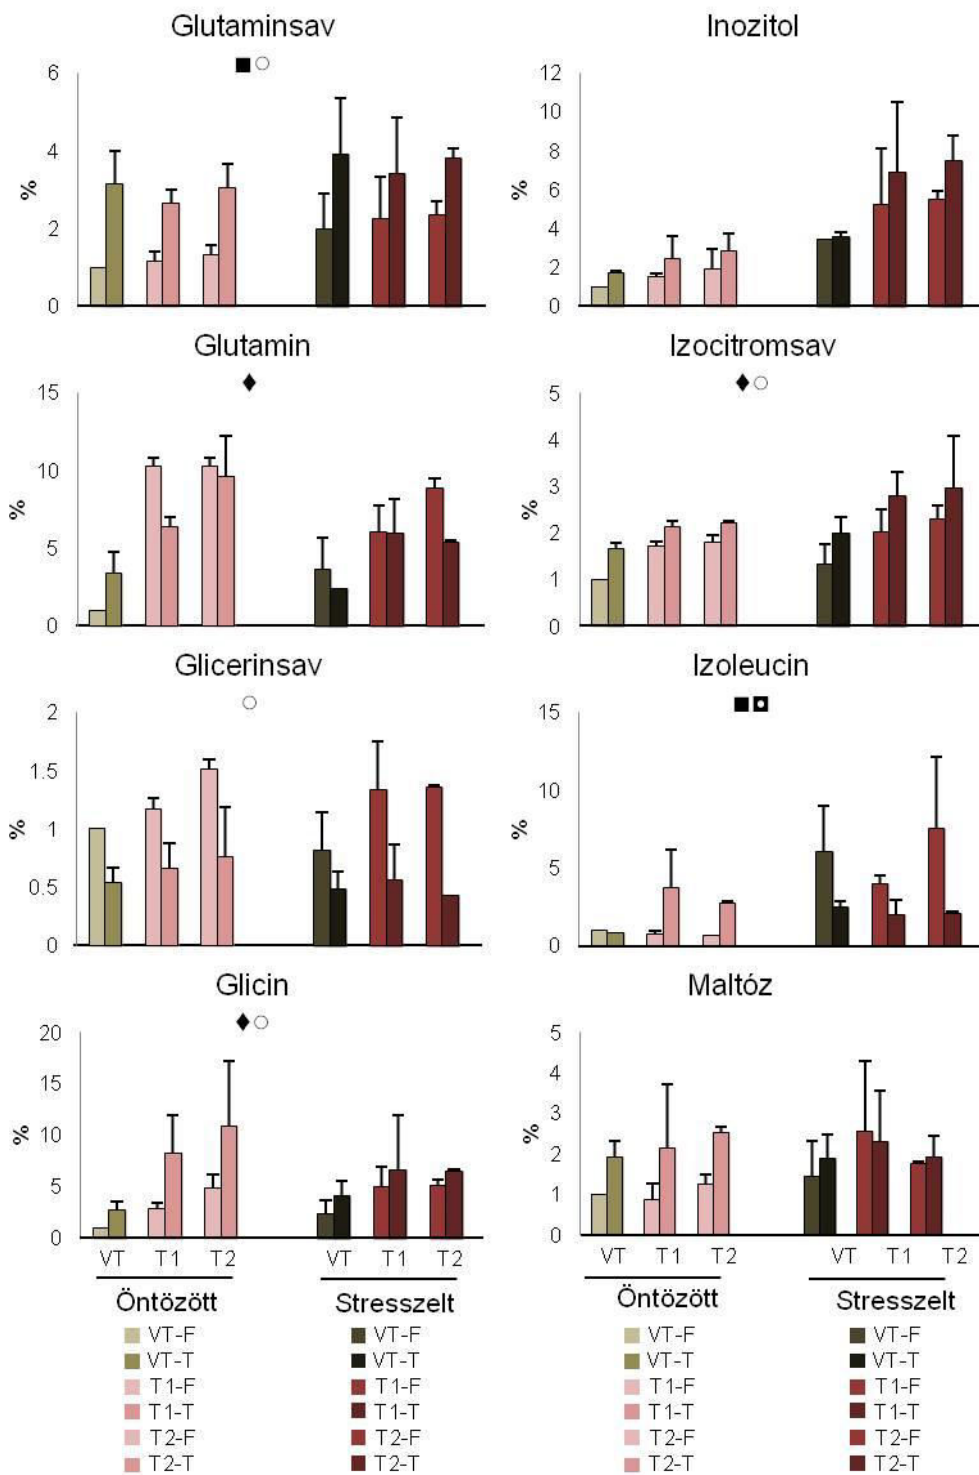 Glutaminsav
6
4
2
0
%
Inozitol
12
10
8
6
4
2
0
%
Glutamin
15
10
5
0
%
Izocitromsav
5
4
3
2
1
0
%
Glicerinsav
2
1.5
1
0.5
0
%
Izoleucin
15
10
5
0
%
Glicin
20
15
10
5
0
%
VT T1 T2 VT T1 T2
Öntözött Stresszelt
VT-F VT-F
VT-T VT-T
T1-F T1-F
T1-T T1-T
T2-F T2-F
T2-T T2-T
Maltóz
5
4
3
2
1
0
%
VT T1 T2 VT T1 T2
Öntözött Stresszelt
VT-F VT-F
VT-T VT-T
T1-F T1-F
T1-T T1-T
T2-F T2-F
T2-T T2-T